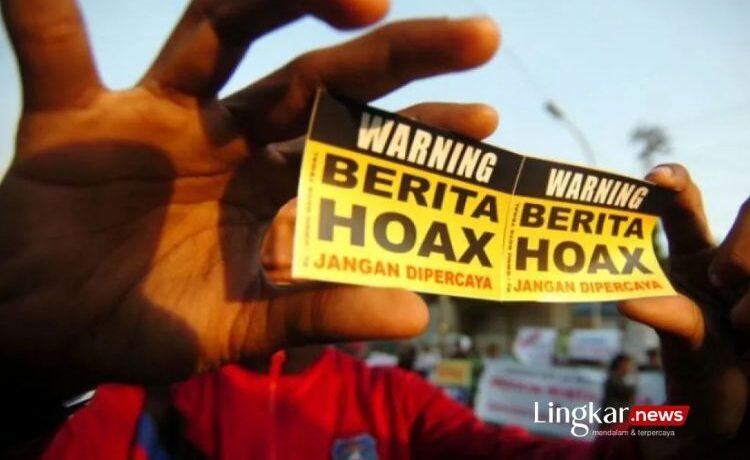 WARNING
BERITA
HOAX
JANGAN DIPERCAYA
WARNING
BERITA
HOAX
JANGAN DIPERCAYA
Lingkar.news
mendalam & terpercaya